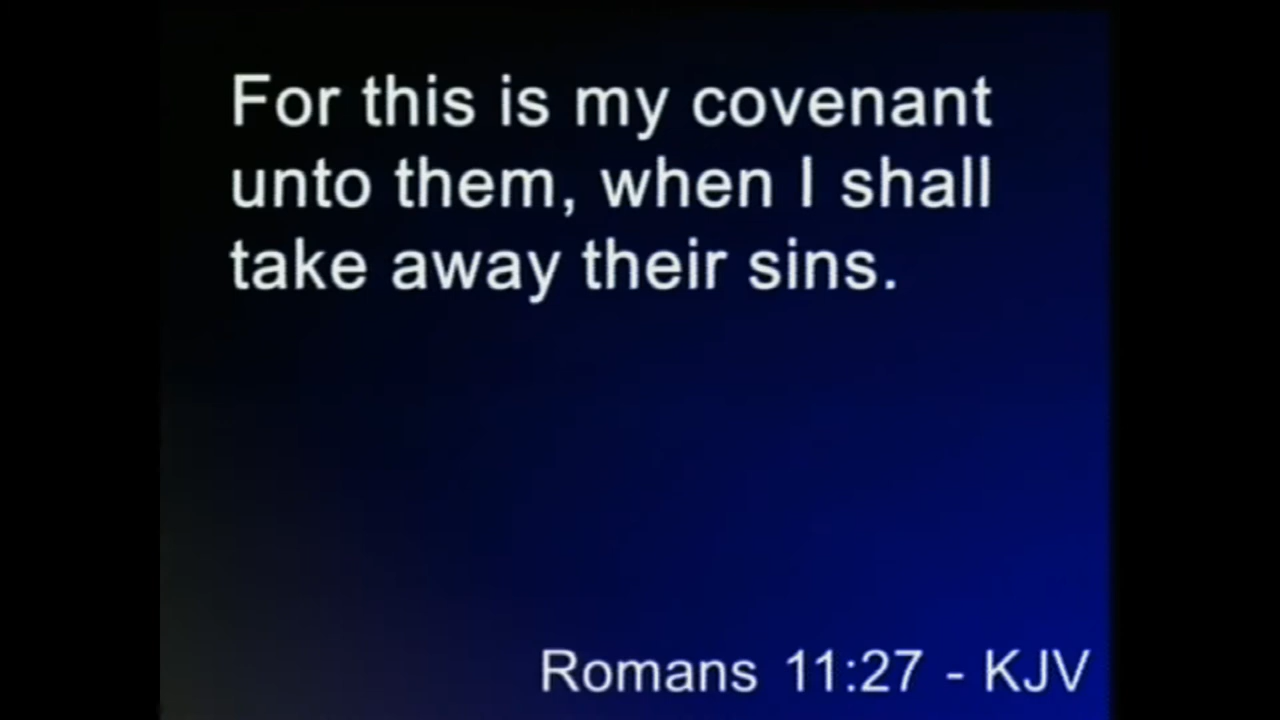 For this is my covenant
unto them, when I shall
take away their sins.
Romans 11:27 - KJV